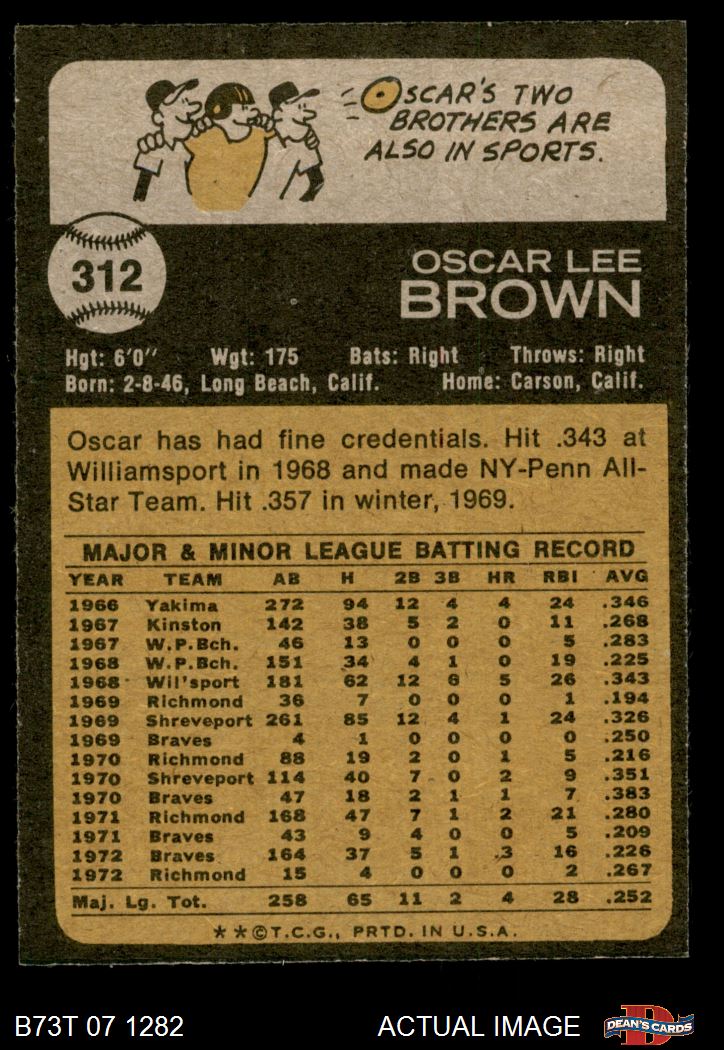 OSCAR'S TWO
BROTHERS ARE
ALSO IN SPORTS.
312
OSCAR LEE
BROWN
Hgt: 6'0" Wgt: 175 Bats: Right Throws: Right
Born: 2-8-46, Long Beach, Calif. Home: Carson, Calif.
Oscar has had fine credentials. Hit .343 at
Williamsport in 1968 and made NY-Penn All-
Star Team. Hit .357 in winter, 1969.
MAJOR & MINOR LEAGUE BATTING RECORD
YEAR TEAM AB H 2B 3B HR RBI AVG
1966 Yakima 272 94 12 4 4 24 .346
1967 Kinston 142 38 5 2 0 11 .268
1967 W.P.Bch. 46 13 0 0 0 5 .283
1968 W.P.Bch. 151 34 4 1 0 19 .225
1968 Wil'sport 181 62 12 6 5 26 .343
1969 Richmond 36 7 0 0 0 1 .194
1969 Shreveport 261 85 12 4 1 24 .326
1969 Braves 4 1 0 0 0 0 .250
1970 Richmond 88 19 2 0 1 5 .216
1970 Shreveport 114 40 7 0 2 9 .351
1970 Braves 47 18 2 1 1 7 .383
1971 Richmond 168 47 7 1 2 21 .280
1971 Braves 43 9 4 0 0 5 .209
1972 Braves 164 37 5 1 3 16 .226
1972 Richmond 15 4 0 0 0 2 .267
Maj. Lg. Tot. 258 65 11 2 4 28 .252
★★©T.C.G., PRTD. IN U.S.A.
B73T 07 1282 ACTUAL IMAGE DEAN'S CARDS